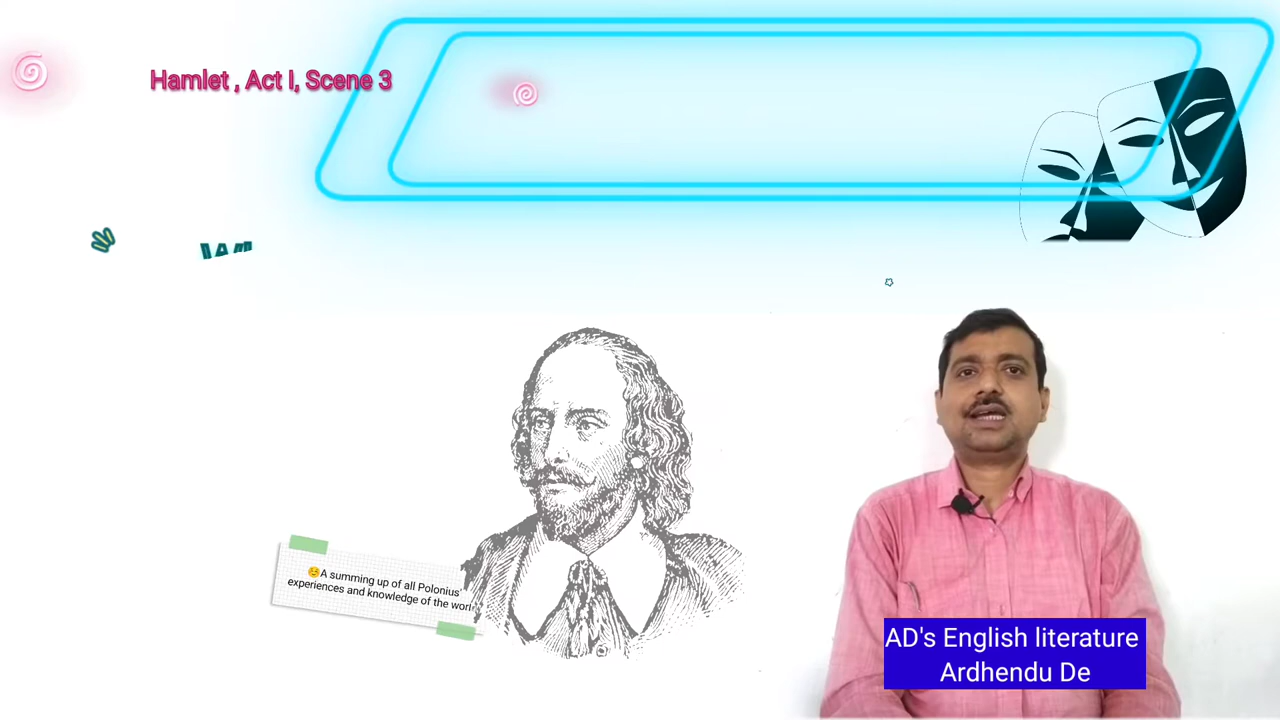 Hamlet , Act I, Scene 3
A summing up of all Polonius'
experiences and knowledge of the worl
AD's English literature
Ardhendu De